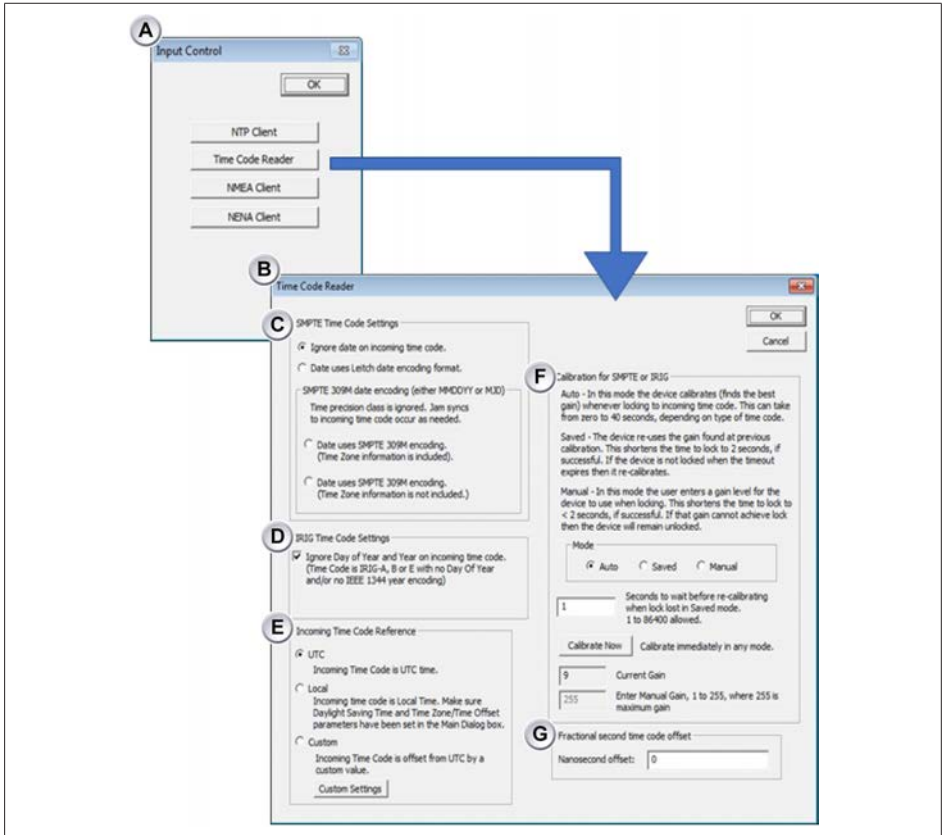 A
Input Control
OK
NTP Client
Time Code Reader
NMEA Client
NENA Client
B
Time Code Reader
OK
Cancel
C
SMPTE Time Code Settings
Ignore date on incoming time code.
Date uses Leitch date encoding format.
SMPTE 309M date encoding (either MMDDYY or MJD)
Time precision class is ignored. Jam syncs
to incoming time code occur as needed.
Date uses SMPTE 309M encoding.
(Time Zone information is included).
Date uses SMPTE 309M encoding.
(Time Zone information is not included.)
D
IRIG Time Code Settings
Ignore Day of Year and Year on incoming time code.
(Time Code is IRIG-A, B or E with no Day Of Year
and/or no IEEE 1344 year encoding)
E
Incoming Time Code Reference
UTC
Incoming Time Code is UTC time.
Local
Incoming time code is Local Time. Make sure
Daylight Saving Time and Time Zone/Time Offset
parameters have been set in the Main Dialog box.
Custom
Incoming Time Code is offset from UTC by a
custom value.
Custom Settings
F
Calibration for SMPTE or IRIG
Auto - In this mode the device calibrates (finds the best
gain) whenever locking to incoming time code. This can take
from zero to 40 seconds, depending on type of time code.
Saved - The device re-uses the gain found at previous
calibration. This shortens the time to lock to 2 seconds, if
successful. If the device is not locked when the timeout
expires then it re-calibrates.
Manual - In this mode the user enters a gain level for the
device to use when locking. This shortens the time to lock to
< 2 seconds, if successful. If that gain cannot achieve lock
then the device will remain unlocked.
Mode
Auto Saved Manual
1
Seconds to wait before re-calibrating
when lock lost in Saved mode.
1 to 86400 allowed.
Calibrate Now Calibrate immediately in any mode.
9 Current Gain
255
Enter Manual Gain, 1 to 255, where 255 is
maximum gain
G
Fractional second time code offset
Nanosecond offset: 0